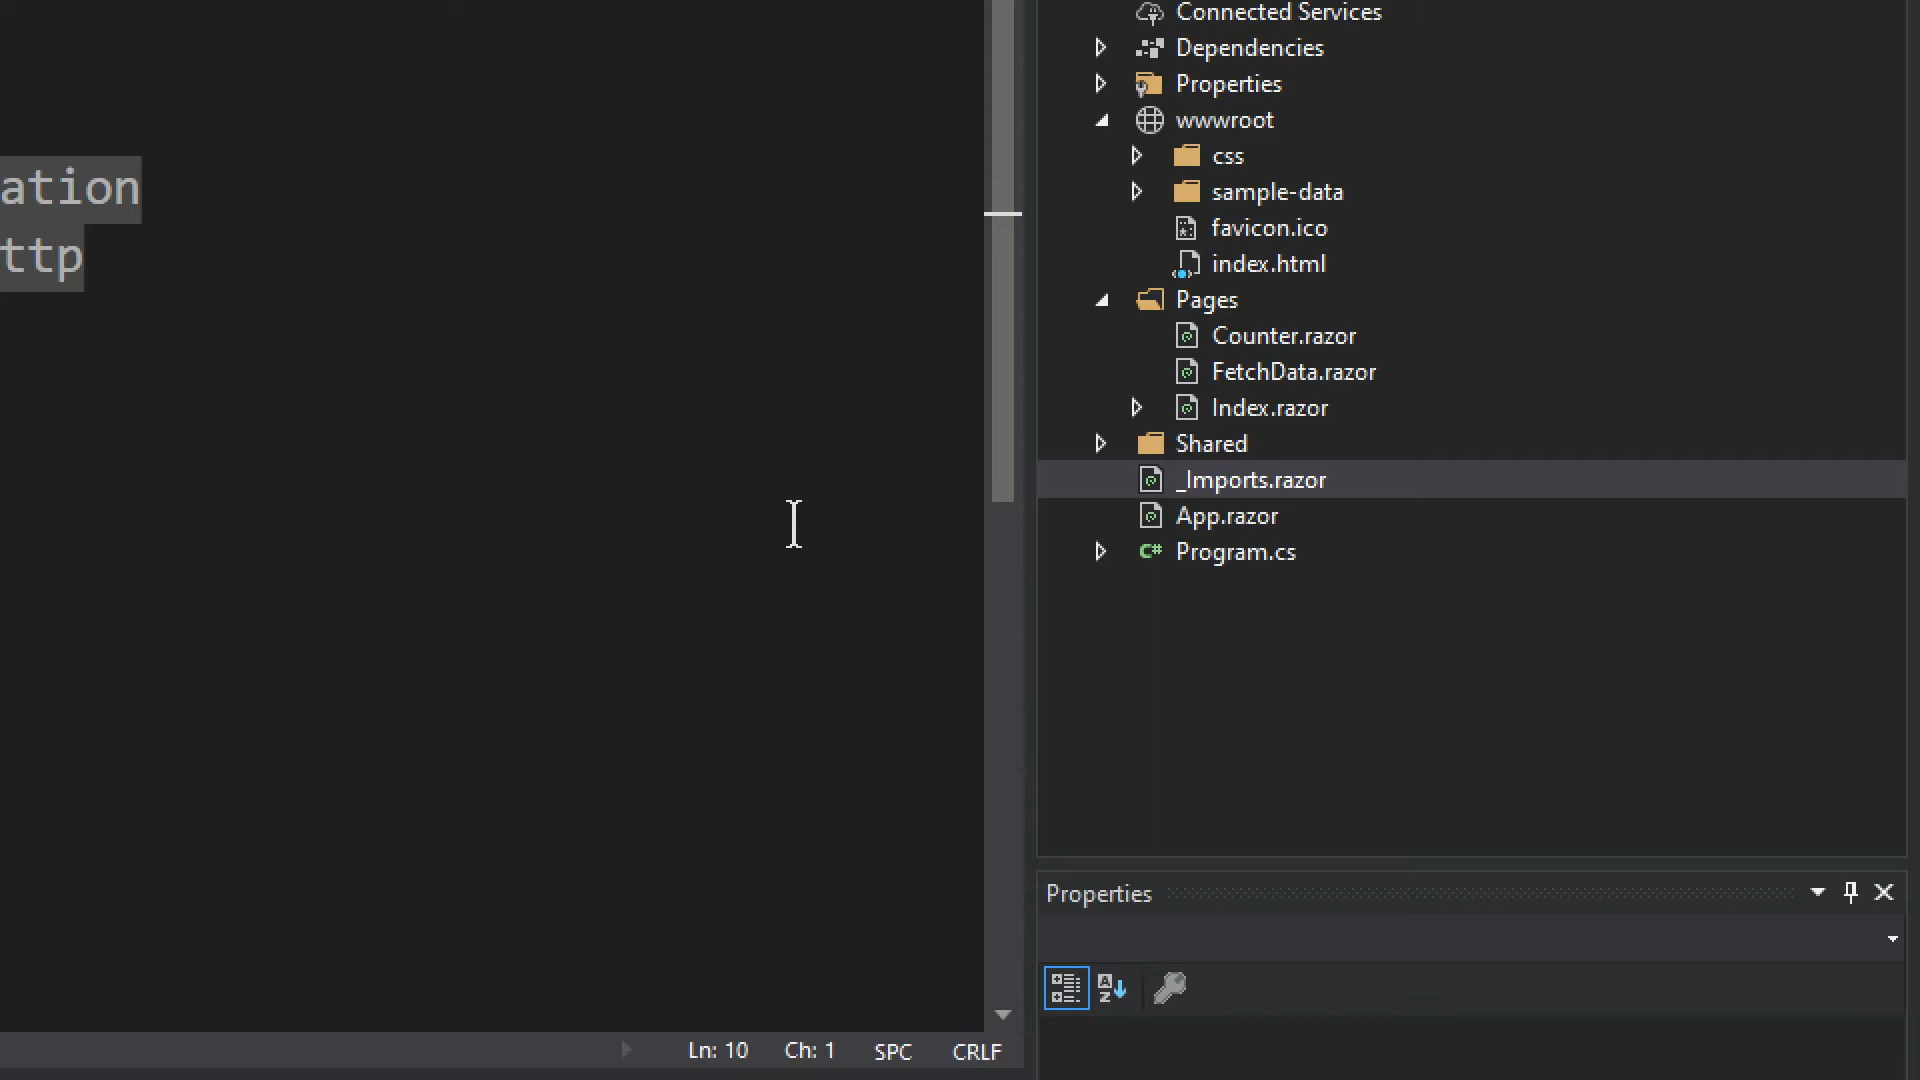 ation
ttp
Connected Services
Dependencies
Properties
wwwroot
css
sample-data
favicon.ico
index.html
Pages
Counter.razor
FetchData.razor
Index.razor
Shared
_Imports.razor
App.razor
C# Program.cs
Properties
Ln: 10 Ch: 1 SPC CRLF